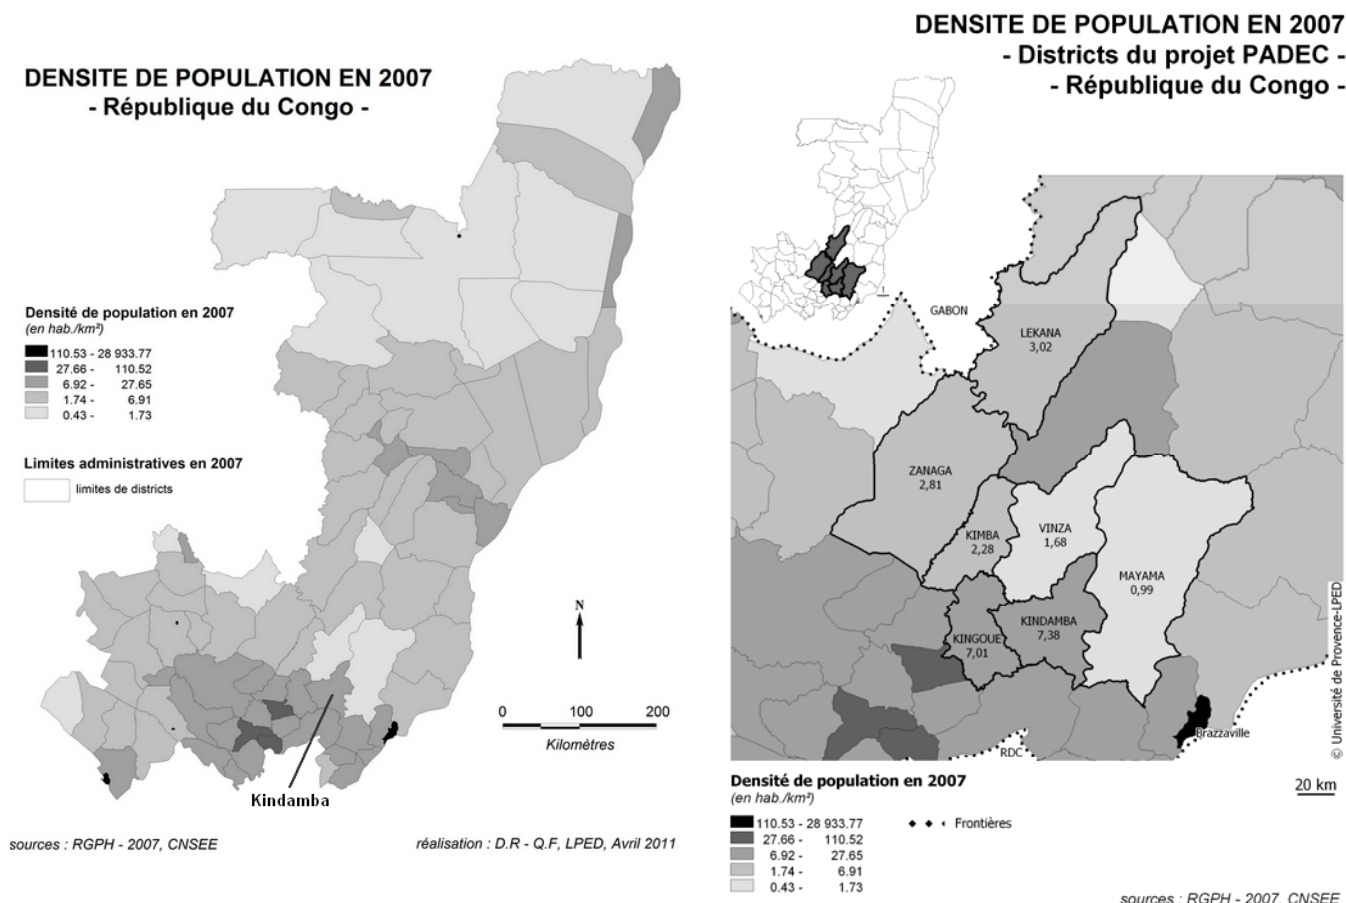 DENSITE DE POPULATION EN 2007
- République du Congo -
Densité de population en 2007
(en hab./km²)
110.53 - 28 933.77
27.66 - 110.52
6.92 - 27.65
1.74 - 6.91
0.43 - 1.73
Limites administratives en 2007
limites de districts
N
0 100 200
Kilomètres
Kindamba
sources : RGPH - 2007, CNSEE
réalisation : D.R - Q.F, LPED, Avril 2011
DENSITE DE POPULATION EN 2007
- Districts du projet PADEC -
- République du Congo -
GABON
LEKANA
3,02
ZANAGA
2,81
KIMBA
2,28
VINZA
1,68
MAYAMA
0,99
KINGOUE
7,01
KINDAMBA
7,38
Brazzaville
RDC
© Université de Provence-LPED
Densité de population en 2007
(en hab./km²)
110.53 - 28 933.77
27.66 - 110.52
6.92 - 27.65
1.74 - 6.91
0.43 - 1.73
Frontières
20 km
sources : RGPH - 2007, CNSEE